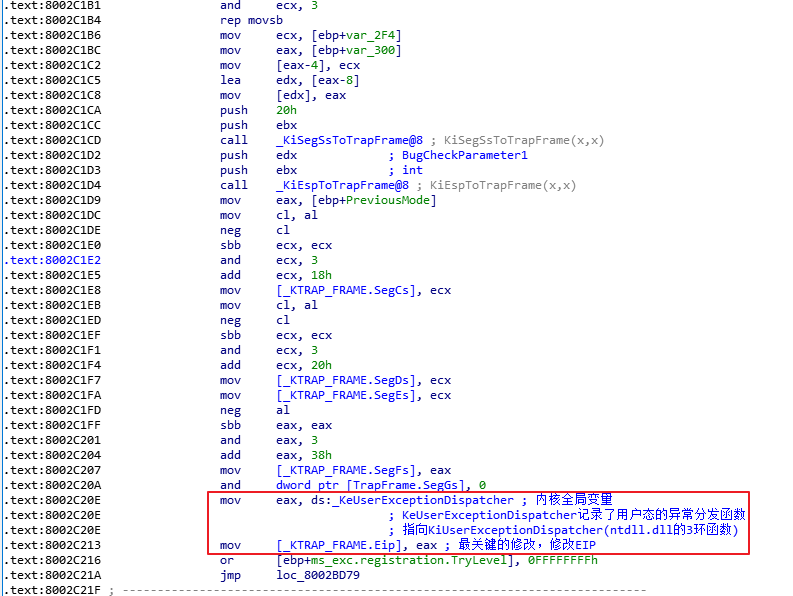 .text:8002C1B1 and ecx, 3
.text:8002C1B4 rep movsb
.text:8002C1B6 mov ecx, [ebp+var_2F4]
.text:8002C1BC mov eax, [ebp+var_300]
.text:8002C1C2 mov [eax-4], ecx
.text:8002C1C5 lea edx, [eax-8]
.text:8002C1C8 mov [edx], eax
.text:8002C1CA push 20h
.text:8002C1CC push ebx
.text:8002C1CD call _KiSegSsToTrapFrame@8 ; KiSegSsToTrapFrame(x,x)
.text:8002C1D2 push edx ; BugCheckParameter1
.text:8002C1D3 push ebx ; int
.text:8002C1D4 call _KiEspToTrapFrame@8 ; KiEspToTrapFrame(x,x)
.text:8002C1D9 mov eax, [ebp+PreviousMode]
.text:8002C1DC mov cl, al
.text:8002C1DE neg cl
.text:8002C1E0 sbb ecx, ecx
.text:8002C1E2 and ecx, 3
.text:8002C1E5 add ecx, 18h
.text:8002C1E8 mov [_KTRAP_FRAME.SegCs], ecx
.text:8002C1EB mov cl, al
.text:8002C1ED neg cl
.text:8002C1EF sbb ecx, ecx
.text:8002C1F1 and ecx, 3
.text:8002C1F4 add ecx, 20h
.text:8002C1F7 mov [_KTRAP_FRAME.SegDs], ecx
.text:8002C1FA mov [_KTRAP_FRAME.SegEs], ecx
.text:8002C1FD neg al
.text:8002C1FF sbb eax, eax
.text:8002C201 and eax, 3
.text:8002C204 add eax, 38h
.text:8002C207 mov [_KTRAP_FRAME.SegFs], eax
.text:8002C20A and dword ptr [TrapFrame.SegGs], 0
.text:8002C20E mov eax, ds:_KeUserExceptionDispatcher ; 内核全局变量
.text:8002C20E ; KeUserExceptionDispatcher记录了用户态的异常分发函数
.text:8002C20E ; 指向KiUserExceptionDispatcher(ntdll.dll的3环函数)
.text:8002C213 mov [_KTRAP_FRAME.Eip], eax ; 最关键的修改，修改EIP
.text:8002C216 or [ebp+ms_exc.registration.TryLevel], 0FFFFFFFFh
.text:8002C21A jmp loc_8002BD79
.text:8002C21F ; ---------------------------------------------------------------------------